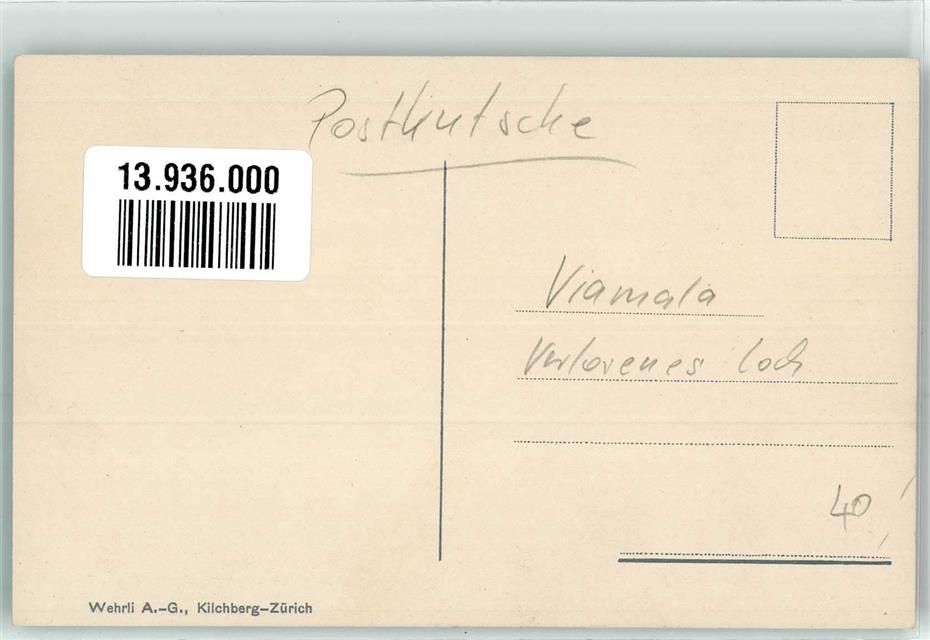 Postkutsche
13.936.000
Viamala
Verlorenes Loch
40
Wehrli A.-G., Kilchberg-Zürich